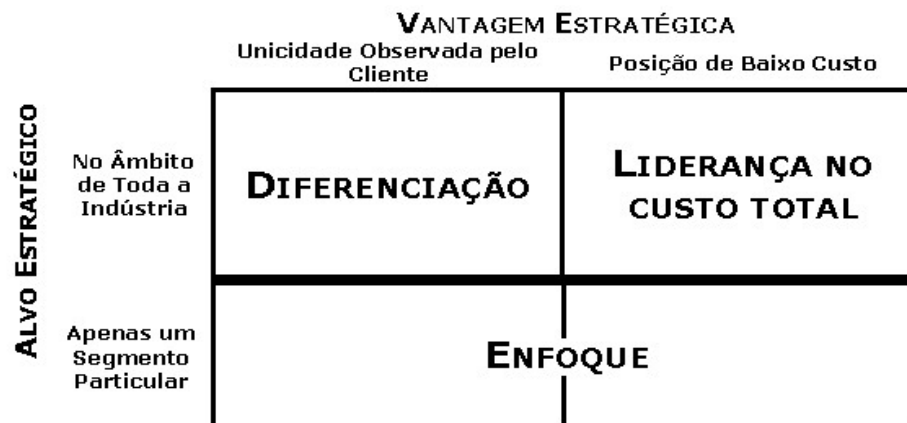 VANTAGEM ESTRATÉGICA
Unicidade Observada pelo
Cliente
Posição de Baixo Custo
ALVO ESTRATÉGICO
No Âmbito
de Toda a
Indústria
DIFERENCIAÇÃO
LIDERANÇA NO
CUSTO TOTAL
Apenas um
Segmento
Particular
ENFOQUE